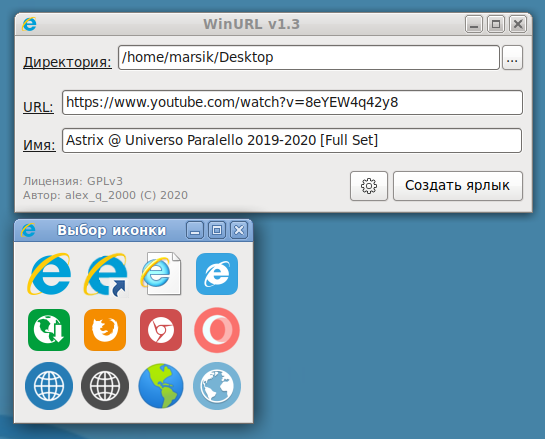 WinURL v1.3
Директория: /home/marsik/Desktop ...
URL: https://www.youtube.com/watch?v=8eYEW4q42y8
Имя: Astrix @ Universo Paralello 2019-2020 [Full Set]
Лицензия: GPLv3
Автор: alex_q_2000 (C) 2020
Создать ярлык
Выбор иконки